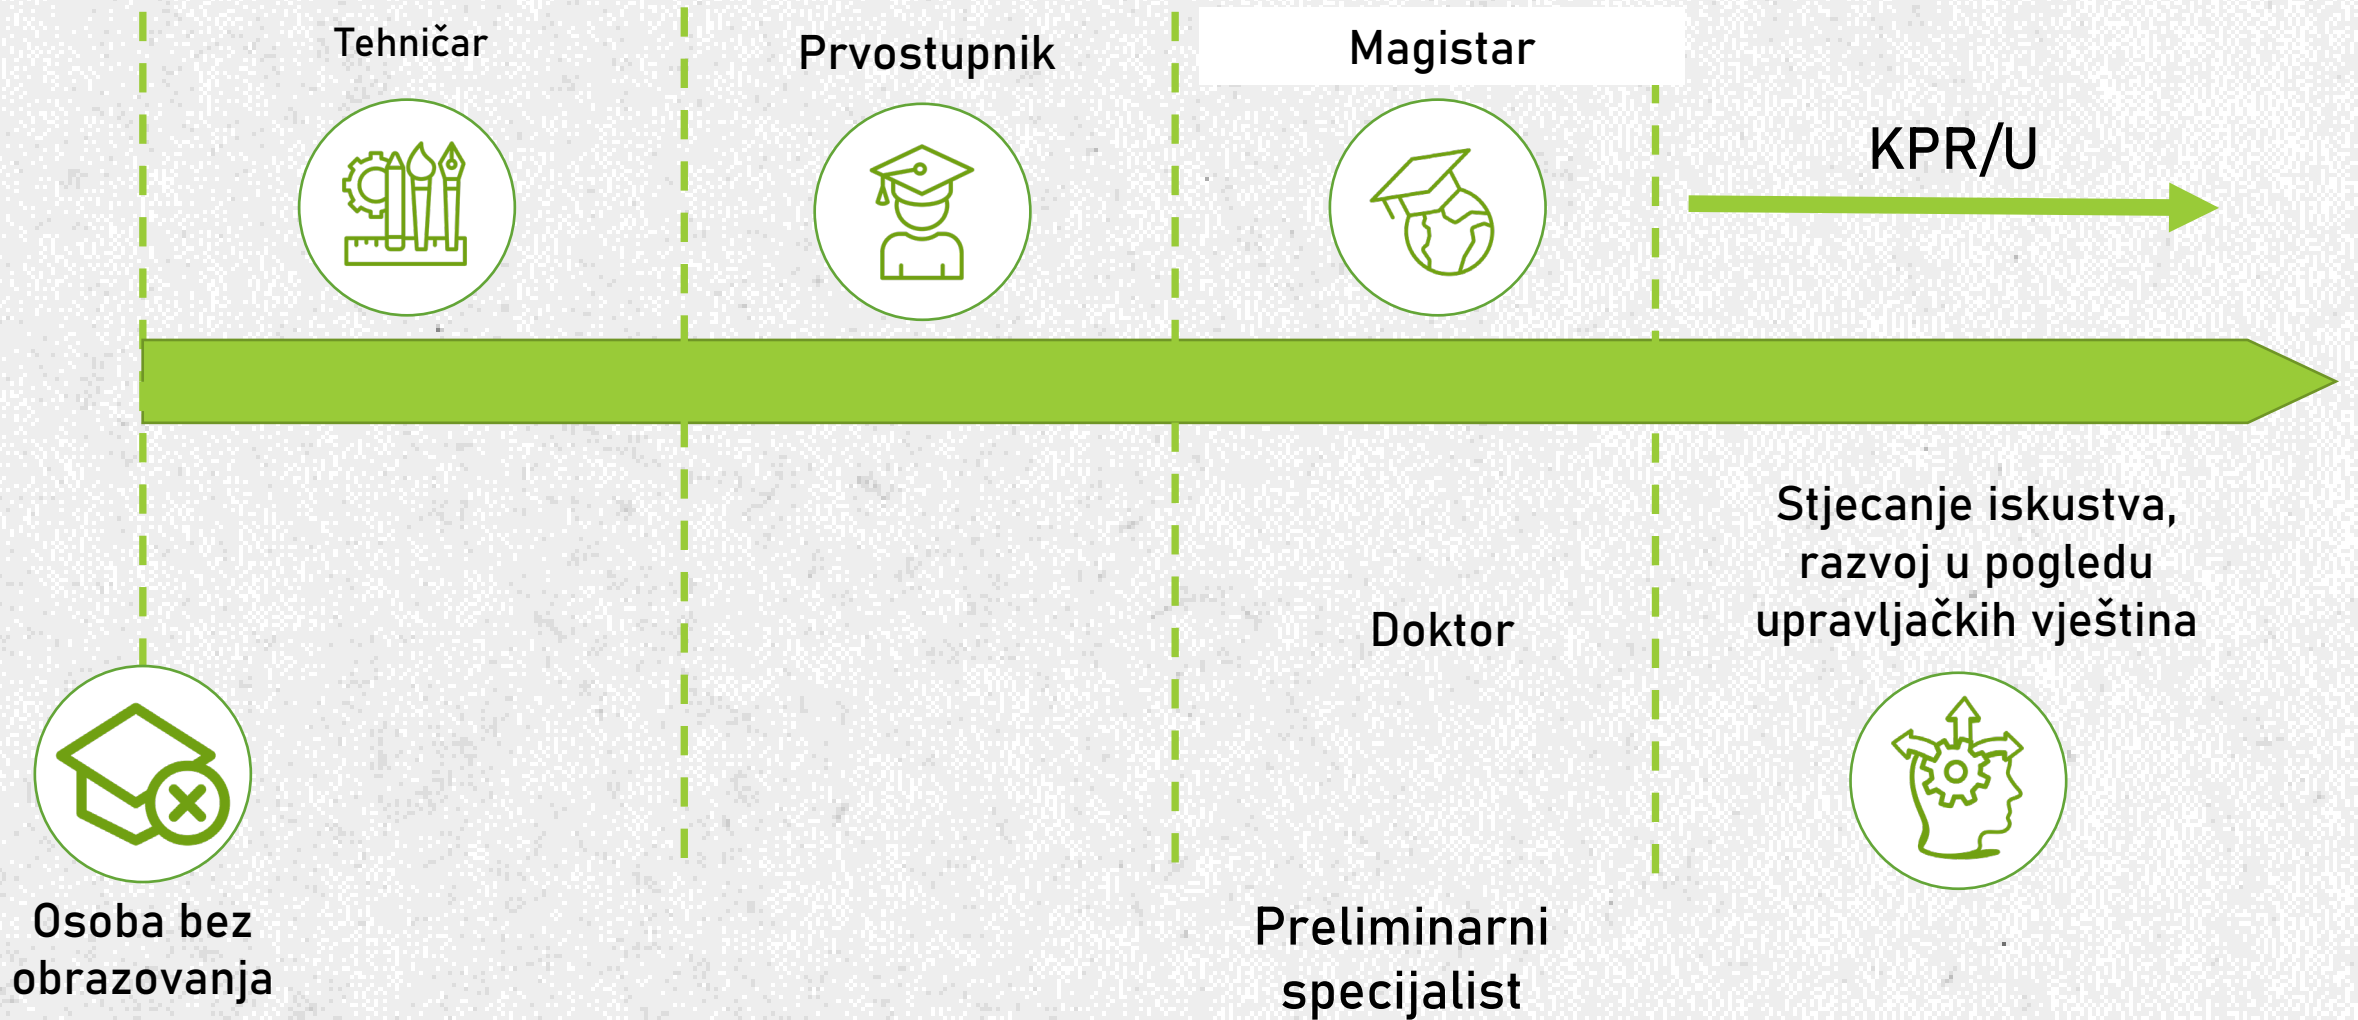 Tehničar
Prvostupnik
Magistar
KPR/U
Stjecanje iskustva,
razvoj u pogledu
upravljačkih vještina
Doktor
Osoba bez
obrazovanja
Preliminarni
specijalist